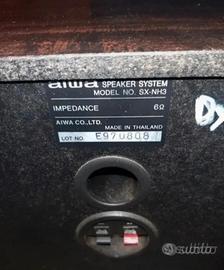 aiwa SPEAKER SYSTEM
MODEL NO. SX-NH3
IMPEDANCE 6Ω
AIWA CO.,LTD.
MADE IN THAILAND
LOT NO. E970808
subito